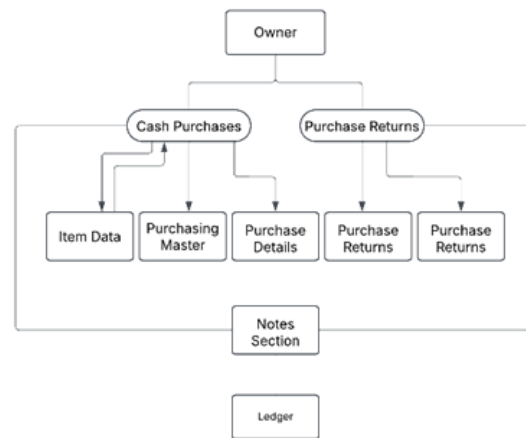 Owner
Cash Purchases
Purchase Returns
Item Data
Purchasing
Master
Purchase
Details
Purchase
Returns
Purchase
Returns
Notes
Section
Ledger